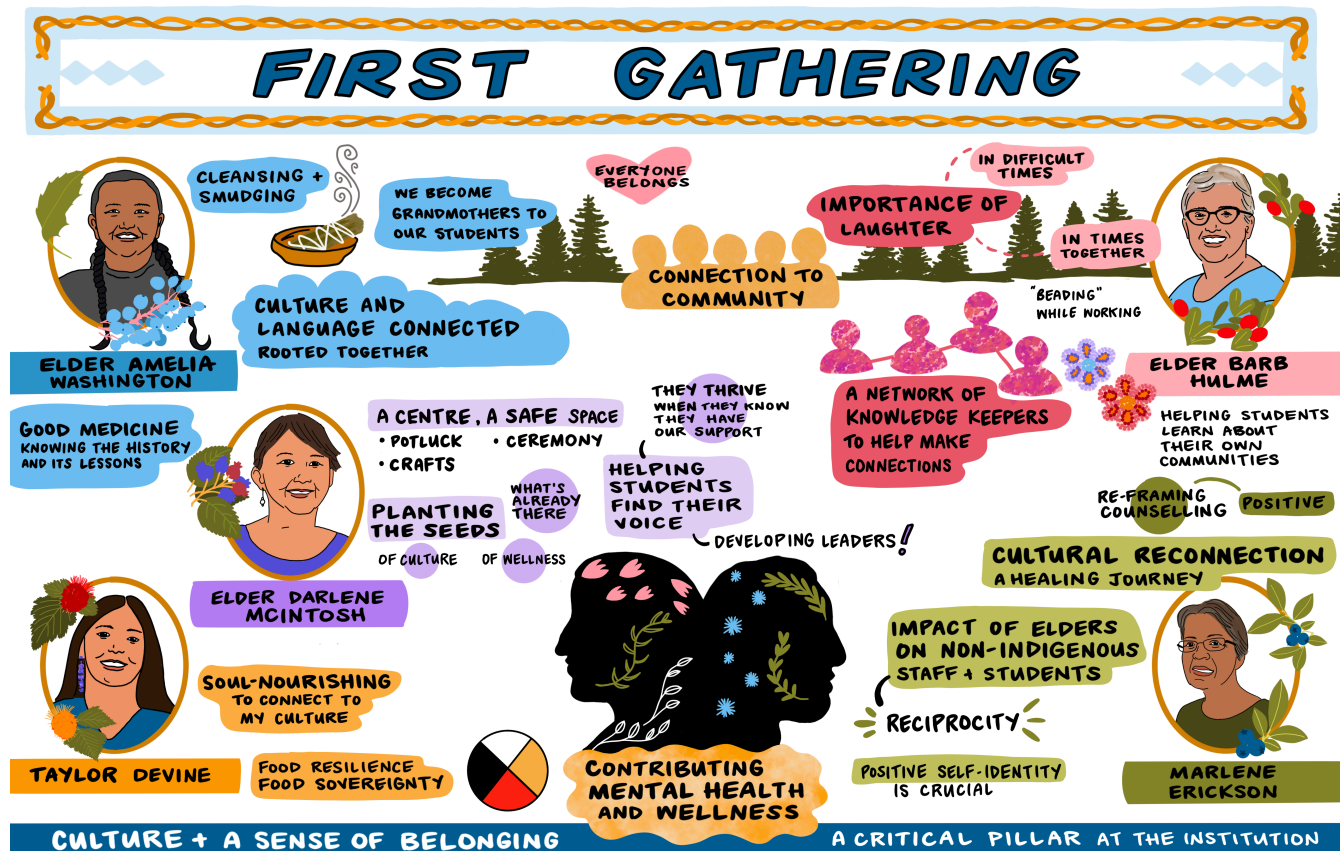 FIRST GATHERING
CLEANSING +
SMUDGING
WE BECOME
GRANDMOTHERS TO
OUR STUDENTS
CULTURE AND
LANGUAGE CONNECTED
ROOTED TOGETHER
ELDER AMELIA
WASHINGTON
GOOD MEDICINE
KNOWING THE HISTORY
AND ITS LESSONS
EVERYONE
BELONGS
CONNECTION TO
COMMUNITY
IMPORTANCE OF
LAUGHTER
IN DIFFICULT
TIMES
IN TIMES
TOGETHER
"BEADING"
WHILE WORKING
ELDER BARB
HULME
A NETWORK OF
KNOWLEDGE KEEPERS
TO HELP MAKE
CONNECTIONS
HELPING STUDENTS
LEARN ABOUT
THEIR OWN
COMMUNITIES
A CENTRE, A SAFE SPACE
• POTLUCK • CEREMONY
• CRAFTS
PLANTING
THE SEEDS
WHAT'S
ALREADY
THERE
OF CULTURE OF WELLNESS
THEY THRIVE
WHEN THEY KNOW
THEY HAVE
OUR SUPPORT
HELPING
STUDENTS
FIND THEIR
VOICE
DEVELOPING LEADERS!
ELDER DARLENE
MCINTOSH
RE-FRAMING
COUNSELLING
POSITIVE
CULTURAL RECONNECTION
A HEALING JOURNEY
IMPACT OF ELDERS
ON NON-INDIGENOUS
STAFF + STUDENTS
RECIPROCITY
POSITIVE SELF-IDENTITY
IS CRUCIAL
MARLENE
ERICKSON
SOUL-NOURISHING
TO CONNECT TO
MY CULTURE
TAYLOR DEVINE
FOOD RESILIENCE
FOOD SOVEREIGNTY
CONTRIBUTING
MENTAL HEALTH
AND WELLNESS
CULTURE + A SENSE OF BELONGING
A CRITICAL PILLAR AT THE INSTITUTION